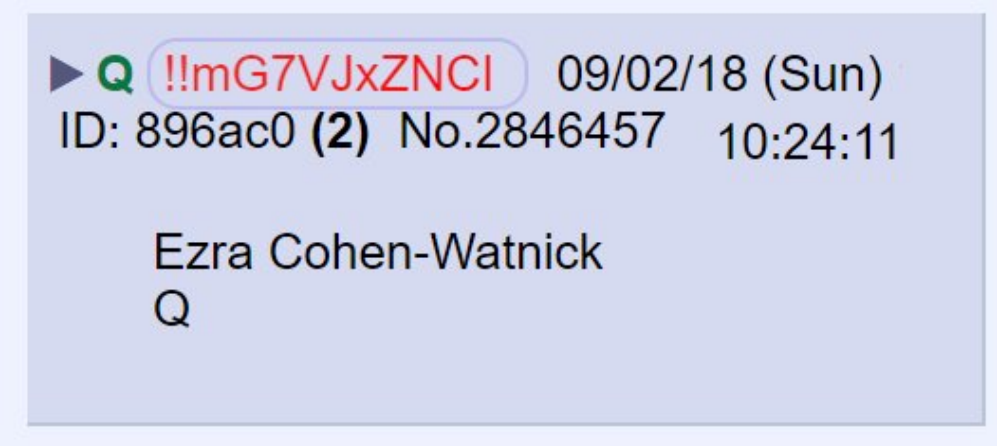 ▶ Q !!mG7VJxZNCI 09/02/18 (Sun)
ID: 896ac0 (2) No.2846457 10:24:11
Ezra Cohen-Watnick
Q